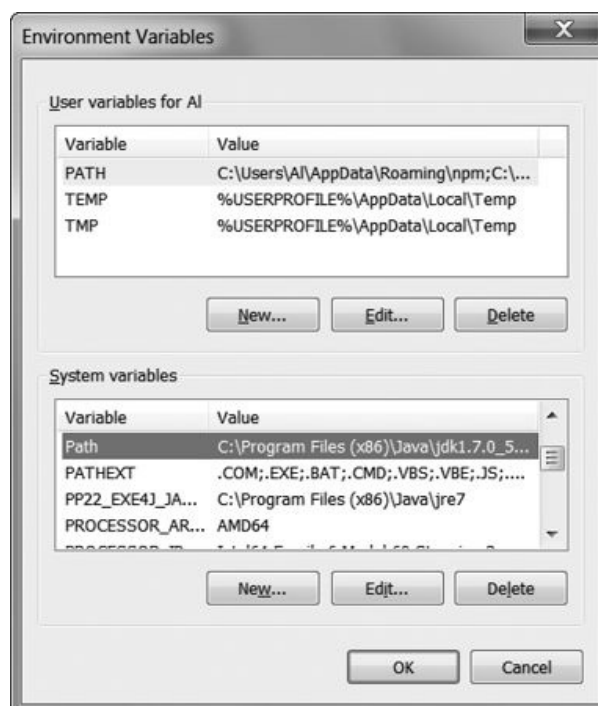 Environment Variables
User variables for Al
Variable Value
PATH C:\Users\Al\AppData\Roaming\npm;C:\...
TEMP %USERPROFILE%\AppData\Local\Temp
TMP %USERPROFILE%\AppData\Local\Temp
New... Edit... Delete
System variables
Variable Value
Path C:\Program Files (x86)\Java\jdk1.7.0_5...
PATHEXT .COM;.EXE;.BAT;.CMD;.VBS;.VBE;.JS;....
PP22_EXE4J_JA... C:\Program Files (x86)\Java\jre7
PROCESSOR_AR... AMD64
New... Edit... Delete
OK Cancel